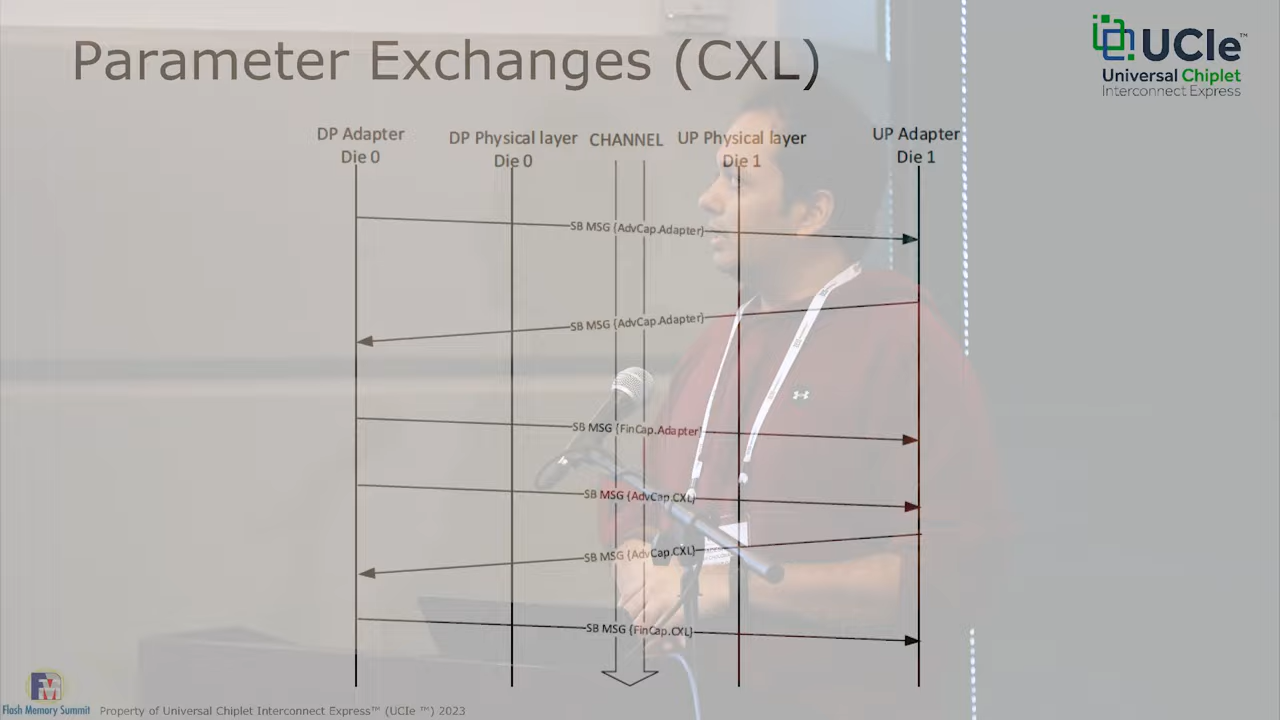 Parameter Exchanges (CXL)
UCIe™
Universal Chiplet
Interconnect Express
DP Adapter
Die 0
DP Physical layer
Die 0
CHANNEL
UP Physical layer
Die 1
UP Adapter
Die 1
SB MSG (AdvCap.Adapter)
SB MSG (AdvCap.Adapter)
SB MSG (FinCap.Adapter)
SB MSG (AdvCap.CXL)
SB MSG (AdvCap.CXL)
SB MSG (FinCap.CXL)
FM
Flash Memory Summit
Property of Universal Chiplet Interconnect Express™ (UCIe ™) 2023